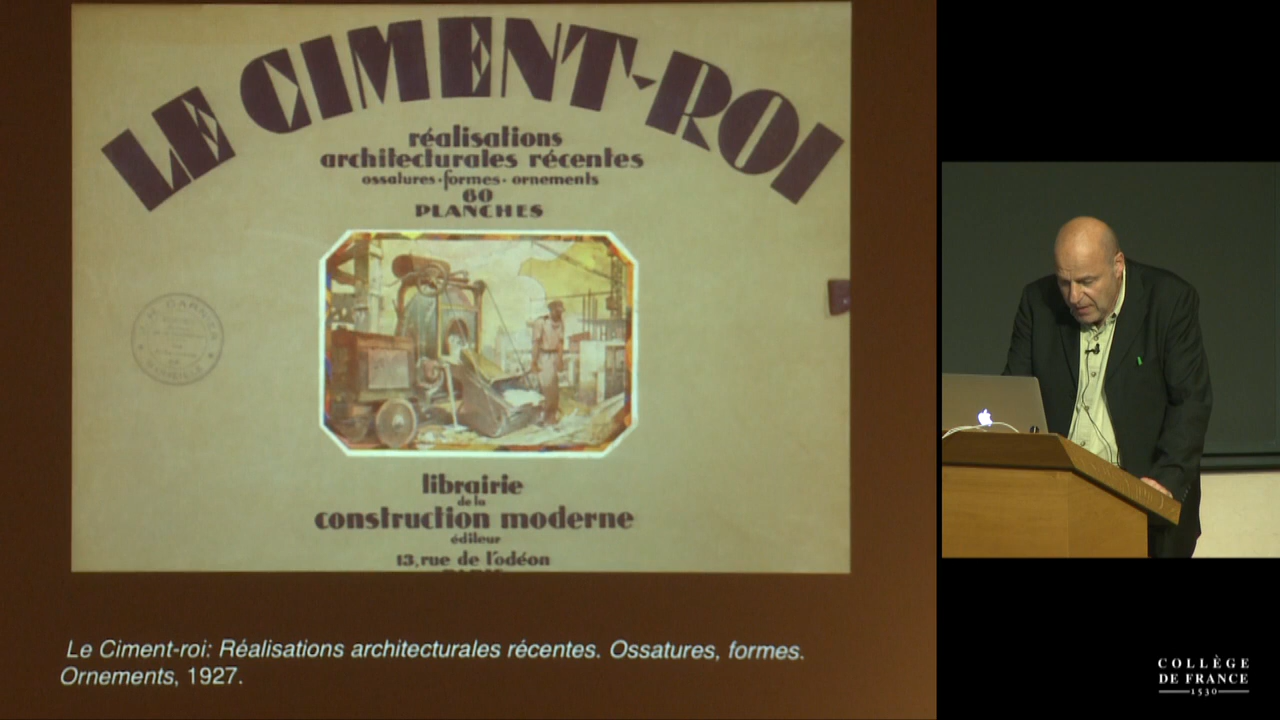 LE CIMENT-ROI
réalisations
architecturales récentes
ossatures·formes·ornements
60
PLANCHES
librairie
de la
construction moderne
éditeur
13, rue de l'odéon
Le Ciment-roi: Réalisations architecturales récentes. Ossatures, formes.
Ornements, 1927.
COLLÈGE
DE FRANCE
1530